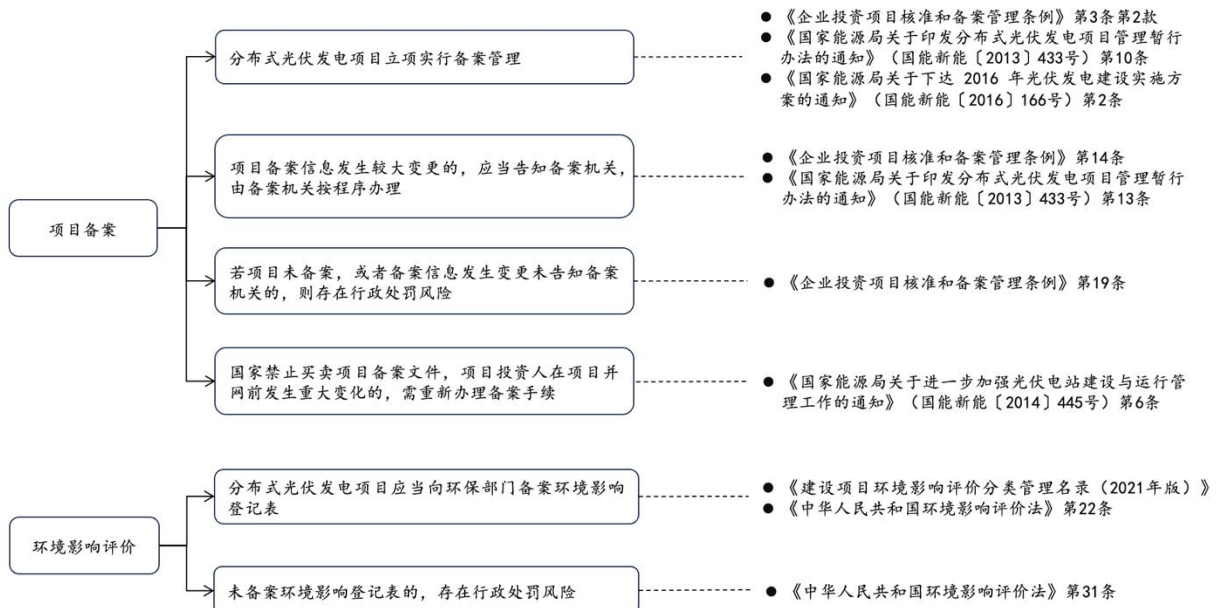 项目备案
分布式光伏发电项目立项实行备案管理
● 《企业投资项目核准和备案管理条例》第3条第2款
● 《国家能源局关于印发分布式光伏发电项目管理暂行
办法的通知》（国能新能〔2013〕433号）第10条
● 《国家能源局关于下达 2016 年光伏发电建设实施方
案的通知》（国能新能〔2016〕166号）第2条
项目备案信息发生较大变更的，应当告知备案机关，
由备案机关按程序办理
● 《企业投资项目核准和备案管理条例》第14条
● 《国家能源局关于印发分布式光伏发电项目管理暂行
办法的通知》（国能新能〔2013〕433号）第13条
若项目未备案，或者备案信息发生变更未告知备案
机关的，则存在行政处罚风险
● 《企业投资项目核准和备案管理条例》第19条
国家禁止买卖项目备案文件，项目投资人在项目并
网前发生重大变化的，需重新办理备案手续
● 《国家能源局关于进一步加强光伏电站建设与运行管
理工作的通知》（国能新能〔2014〕445号）第6条
环境影响评价
分布式光伏发电项目应当向环保部门备案环境影响
登记表
● 《建设项目环境影响评价分类管理名录（2021年版）》
● 《中华人民共和国环境影响评价法》第22条
未备案环境影响登记表的，存在行政处罚风险
● 《中华人民共和国环境影响评价法》第31条